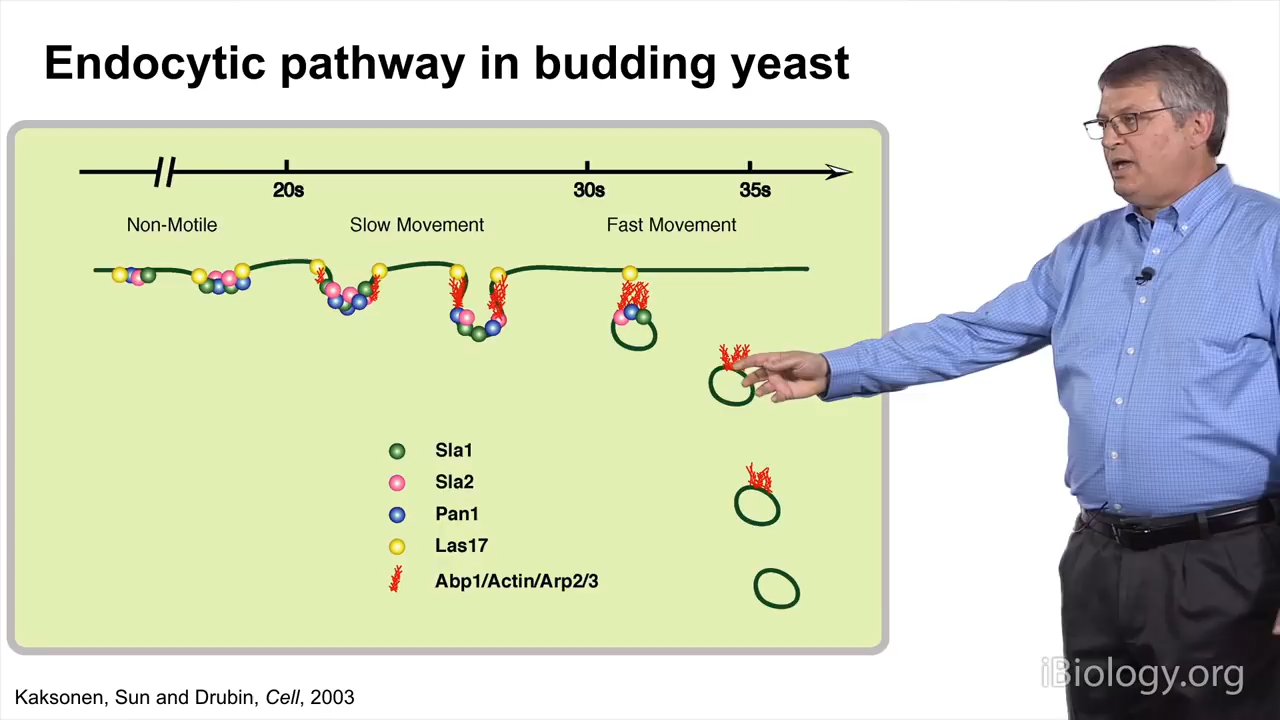 Endocytic pathway in budding yeast
20s 30s 35s
Non-Motile Slow Movement Fast Movement
Sla1
Sla2
Pan1
Las17
Abp1/Actin/Arp2/3
iBiology.org
Kaksonen, Sun and Drubin, Cell, 2003